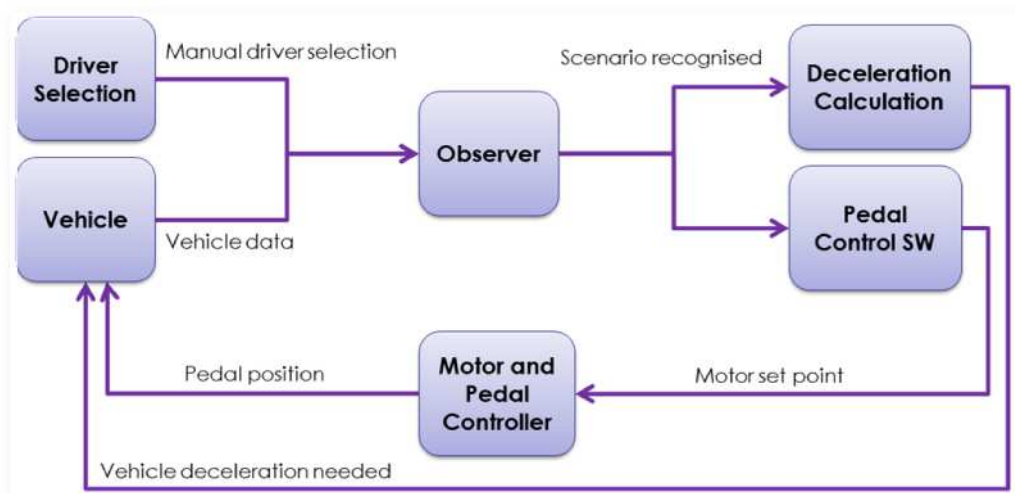 Driver
Selection
Manual driver selection
Scenario recognised
Deceleration
Calculation
Observer
Vehicle
Vehicle data
Pedal
Control SW
Pedal position
Motor and
Pedal
Controller
Motor set point
Vehicle deceleration needed